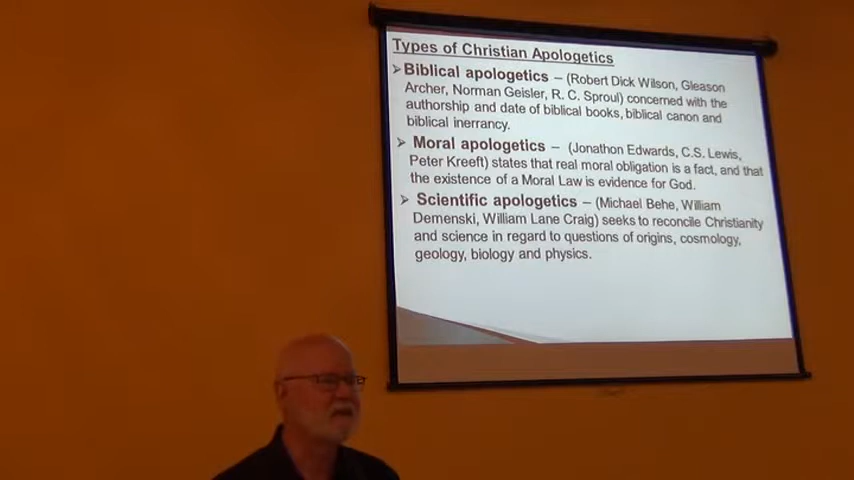 Types of Christian Apologetics
➢Biblical apologetics – (Robert Dick Wilson, Gleason
Archer, Norman Geisler, R. C. Sproul) concerned with the
authorship and date of biblical books, biblical canon and
biblical inerrancy.
➢ Moral apologetics – (Jonathon Edwards, C.S. Lewis,
Peter Kreeft) states that real moral obligation is a fact, and that
the existence of a Moral Law is evidence for God.
➢ Scientific apologetics – (Michael Behe, William
Demenski, William Lane Craig) seeks to reconcile Christianity
and science in regard to questions of origins, cosmology,
geology, biology and physics.